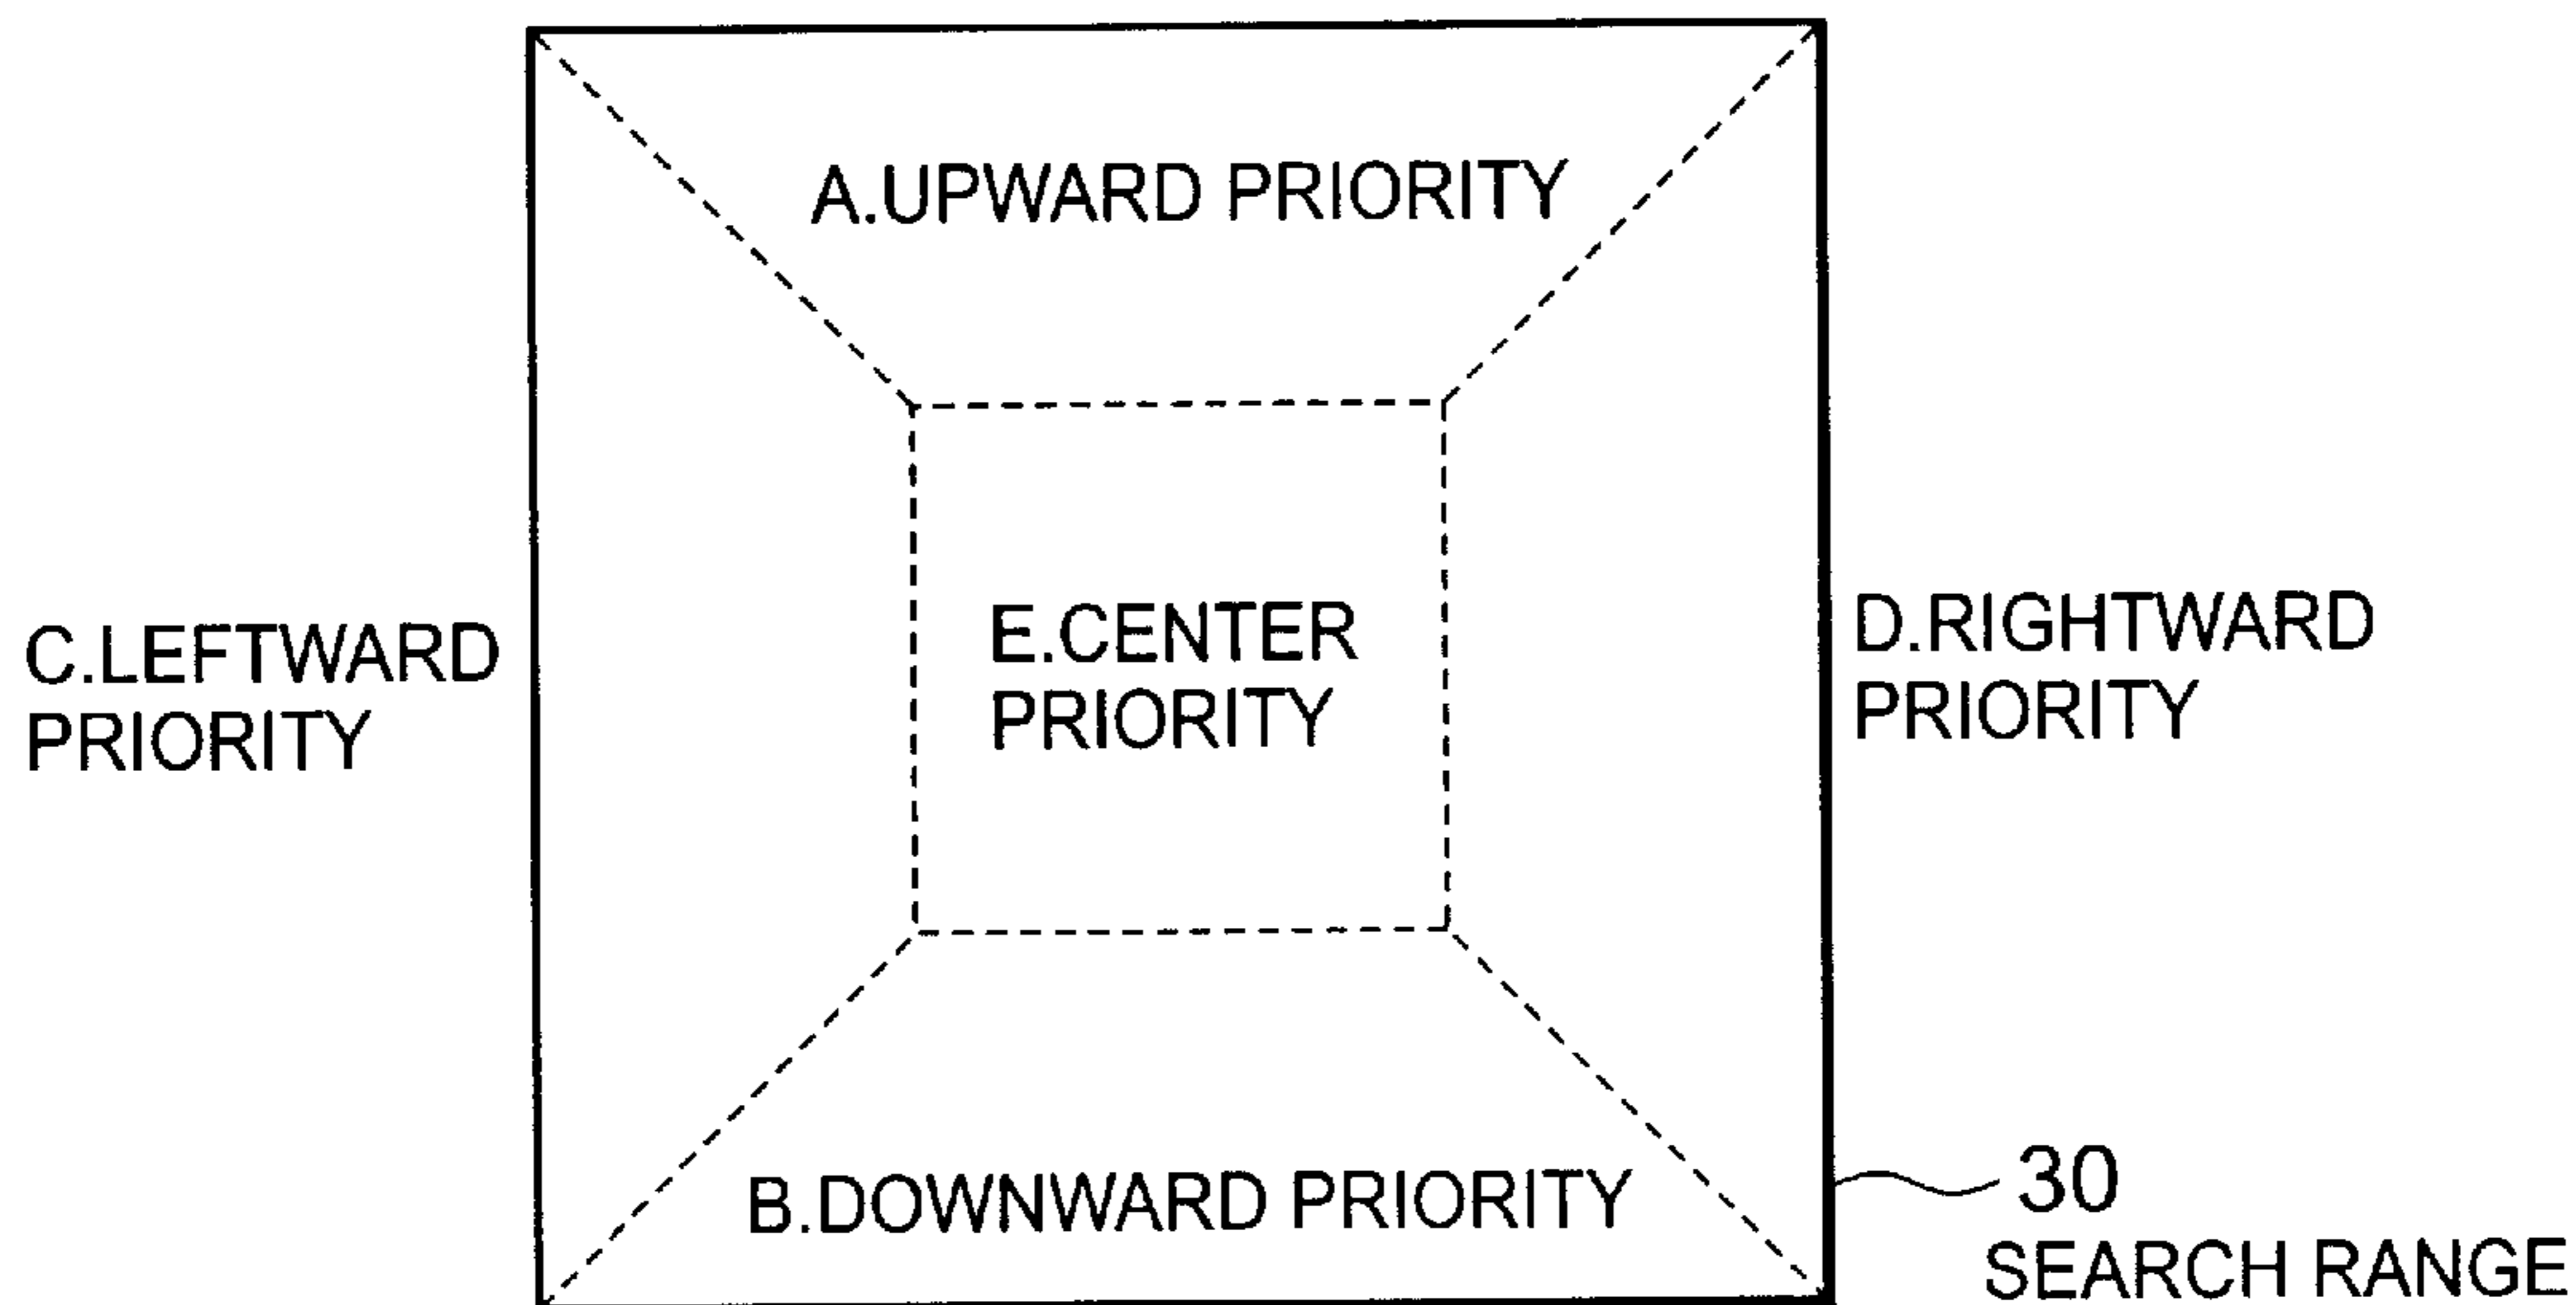 A.UPWARD PRIORITY
C.LEFTWARD
PRIORITY
E.CENTER
PRIORITY
D.RIGHTWARD
PRIORITY
B.DOWNWARD PRIORITY
30
SEARCH RANGE